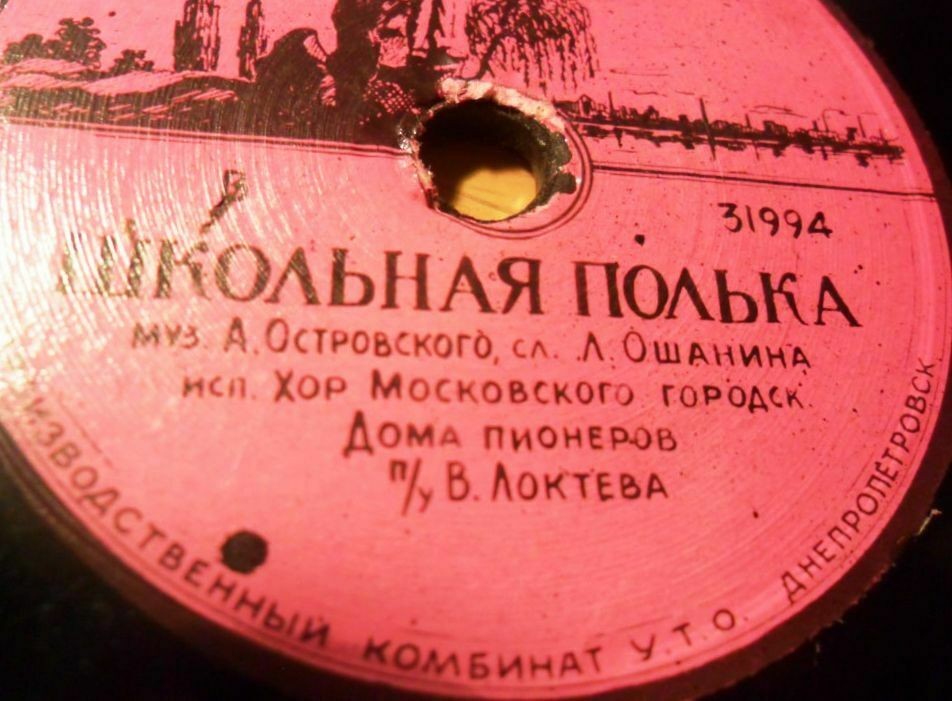 31994
ШКОЛЬНАЯ ПОЛЬКА
муз. А. Островского, сл. Л. Ошанина
исп. Хор Московского городск.
Дома пионеров
п/у В. Локтева
ИЗВОДСТВЕННЫЙ КОМБИНАТ У.Т.О. ДНЕПРОПЕТРОВСК